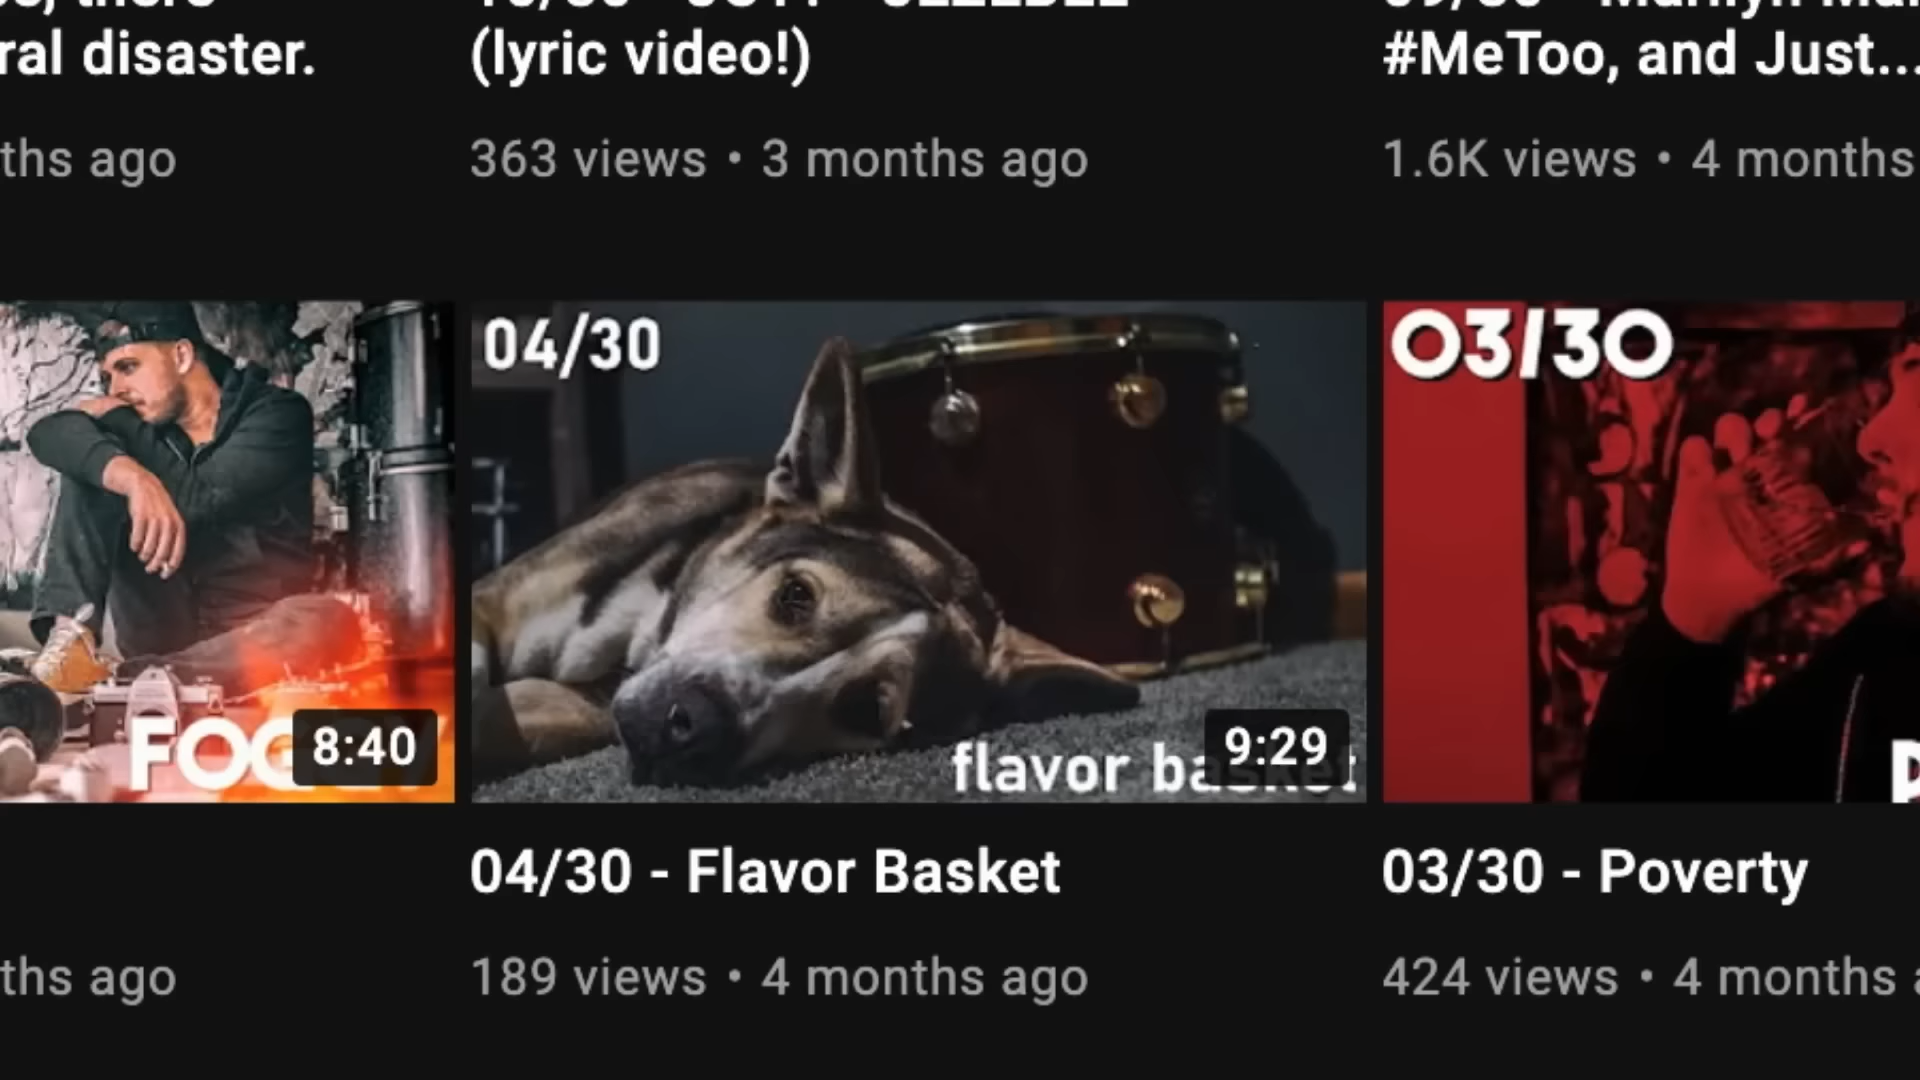 ral disaster.
(lyric video!)
#MeToo, and Just...
ths ago
363 views • 3 months ago
1.6K views • 4 months
04/30
03/30
8:40
flavor
9:29
04/30 - Flavor Basket
03/30 - Poverty
ths ago
189 views • 4 months ago
424 views • 4 months